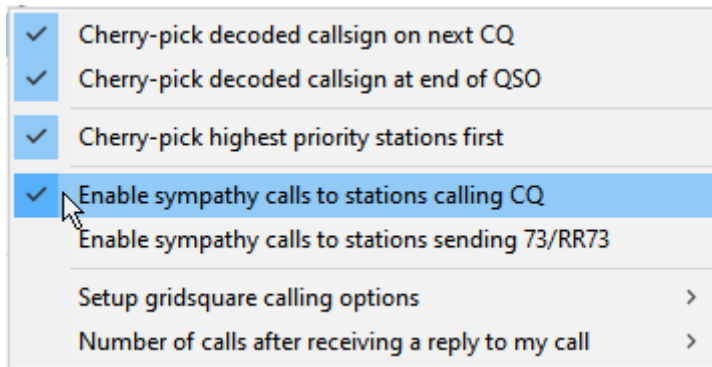 Cherry-pick decoded callsign on next CQ
Cherry-pick decoded callsign at end of QSO
Cherry-pick highest priority stations first
Enable sympathy calls to stations calling CQ
Enable sympathy calls to stations sending 73/RR73
Setup gridsquare calling options
Number of calls after receiving a reply to my call